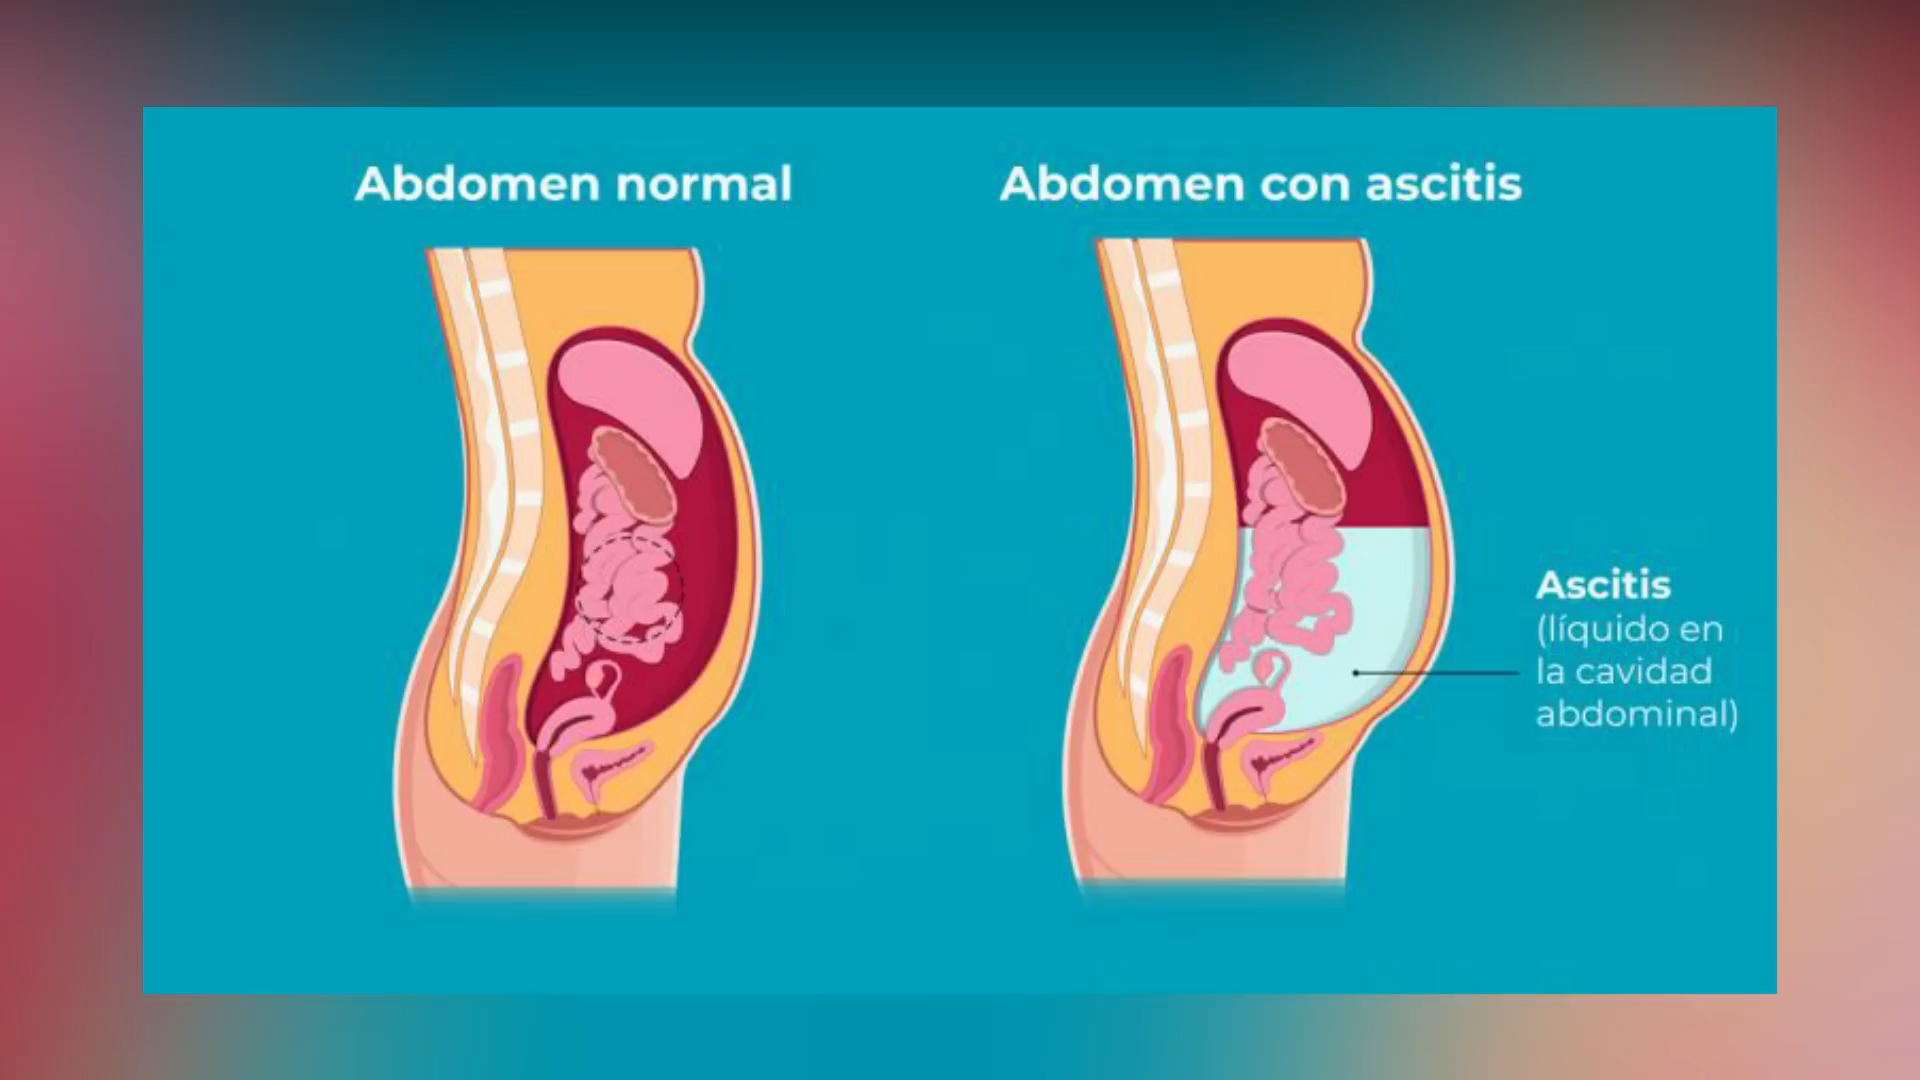 Abdomen normal
Abdomen con ascitis
Ascitis
(líquido en
la cavidad
abdominal)